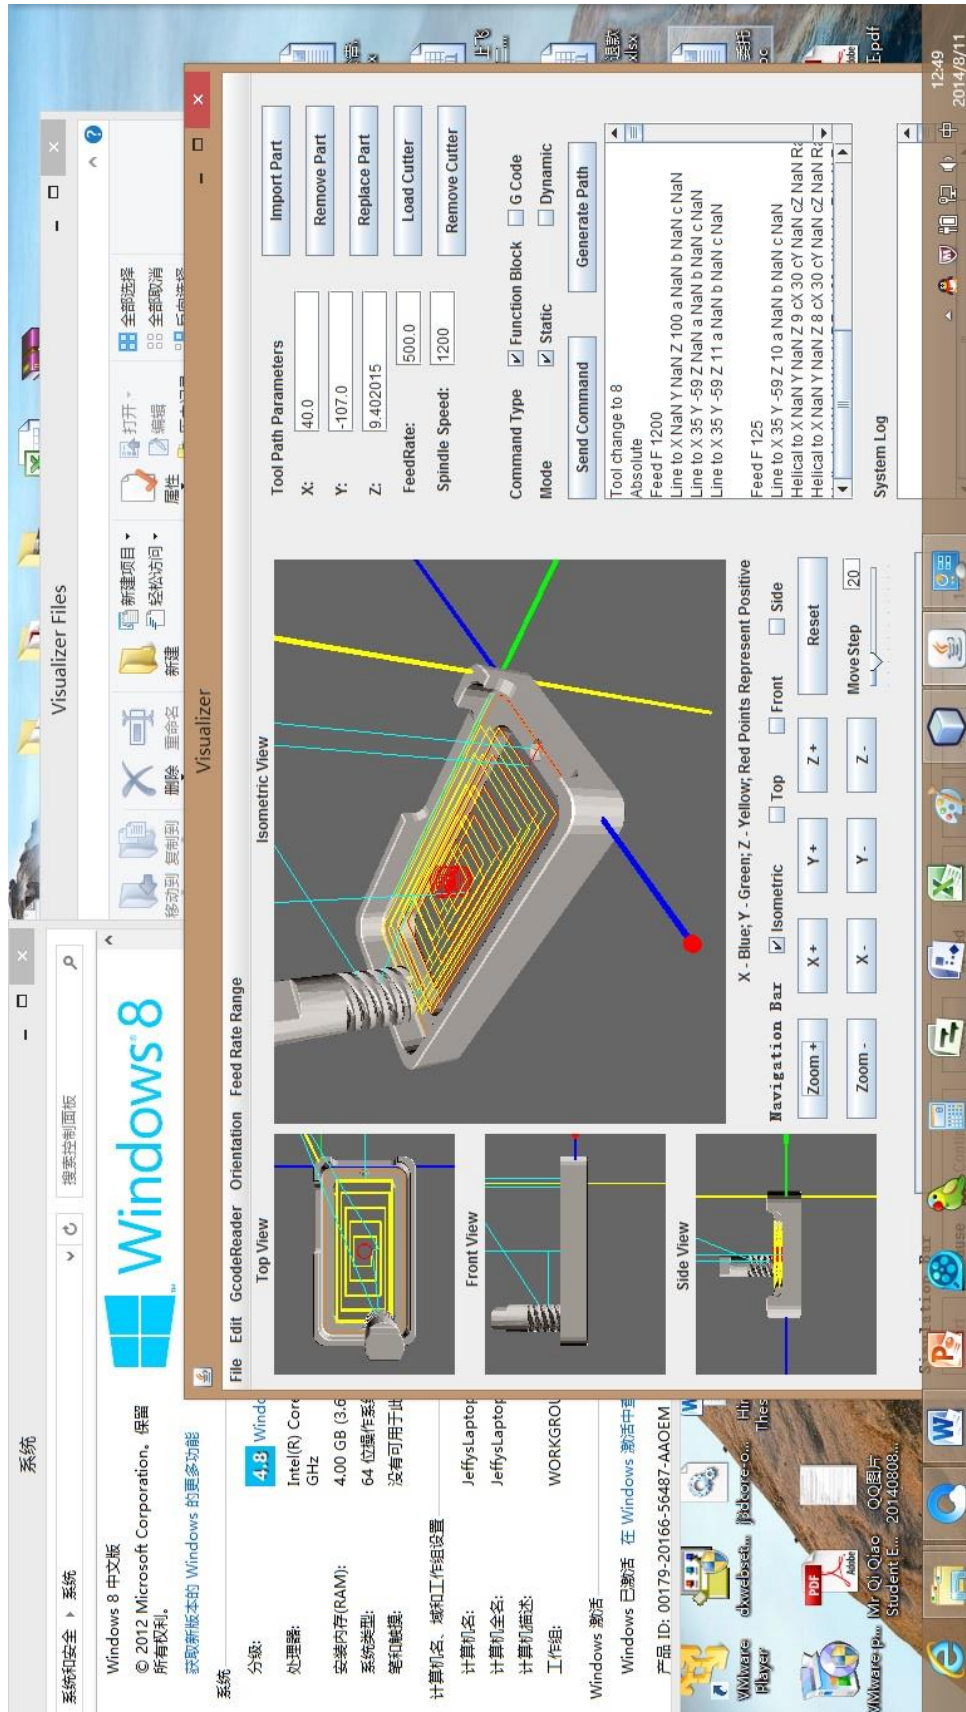 系统
系统和安全 ▸ 系统
搜索控制面板
Windows 8 中文版
© 2012 Microsoft Corporation。保留
所有权利。
获取新版本的 Windows 的更多功能
Windows 8
系统
分级:
4.8
处理器:
Intel(R)
GHz
安装内存(RAM):
4.00 GB
系统类型:
笔和触摸:
没有可用于此
计算机名、域和工作组设置
计算机名:
JeffysLaptop
计算机全名:
JeffysLaptop
计算机描述:
工作组:
Windows 激活
Windows 已激活 在 Windows
产品 ID: 00179-20166-56487-AAOEM
Visualizer Files
移动到
复制到
删除
重命名
新建项目
轻松访问
新建
属性
打开
编辑
全部选择
全部取消
Visualizer
File Edit GcodeReader Orientation Feed Rate Range
Top View
Front View
Side View
Isometric View
X - Blue; Y - Green; Z - Yellow; Red Points Represent Positive
Navigation Bar
Isometric
Top
Front
Side
Zoom +
X +
Y +
Z +
Reset
Zoom -
X -
Y -
Z -
MoveStep
20
Tool Path Parameters
X:
40.0
Y:
-107.0
Z:
9.402015
FeedRate:
500.0
Spindle Speed:
1200
Import Part
Remove Part
Replace Part
Load Cutter
Remove Cutter
Command Type
Function Block
G Code
Mode
Static
Dynamic
Send Command
Generate Path
Tool change to 8
Absolute
Feed F 1200
Line to X NaN Y NaN Z 100 a NaN b NaN c NaN
Line to X 35 Y -59 Z NaN a NaN b NaN c NaN
Line to X 35 Y -59 Z 11 a NaN b NaN c NaN
Feed F 125
Line to X 35 Y -59 Z 10 a NaN b NaN c NaN
Helical to X NaN Y NaN Z 9 cX 30 cY NaN cZ NaN
Helical to X NaN Y NaN Z 8 cX 30 cY NaN cZ NaN
System Log
VMware
Player
Mr Qi Qiao
Student E...
QQ图片
20140808...
12:49
2014/8/11